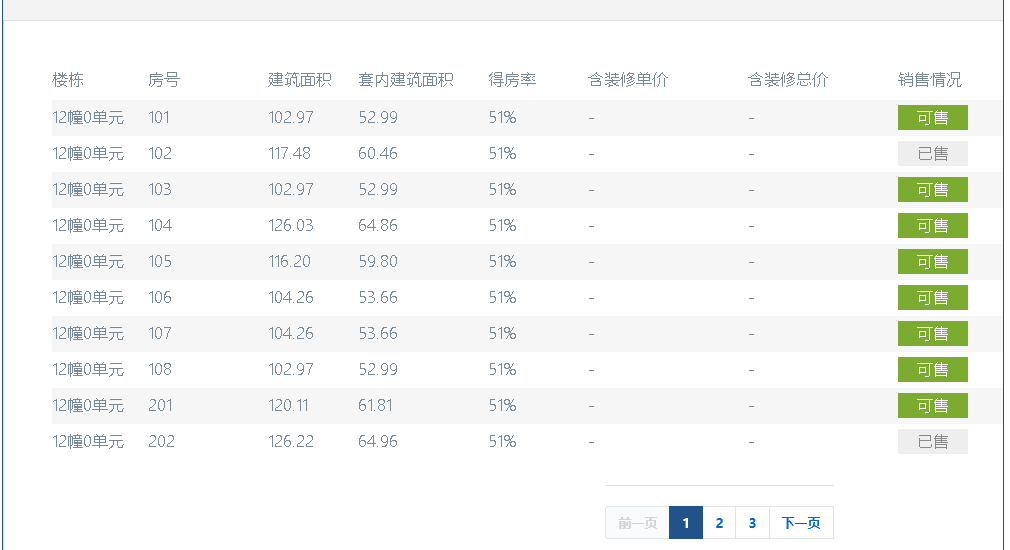 楼栋 房号 建筑面积 套内建筑面积 得房率 含装修单价 含装修总价 销售情况
12幢0单元 101 102.97 52.99 51% - - 可售
12幢0单元 102 117.48 60.46 51% - - 已售
12幢0单元 103 102.97 52.99 51% - - 可售
12幢0单元 104 126.03 64.86 51% - - 可售
12幢0单元 105 116.20 59.80 51% - - 可售
12幢0单元 106 104.26 53.66 51% - - 可售
12幢0单元 107 104.26 53.66 51% - - 可售
12幢0单元 108 102.97 52.99 51% - - 可售
12幢0单元 201 120.11 61.81 51% - - 可售
12幢0单元 202 126.22 64.96 51% - - 已售
前一页 1 2 3 下一页